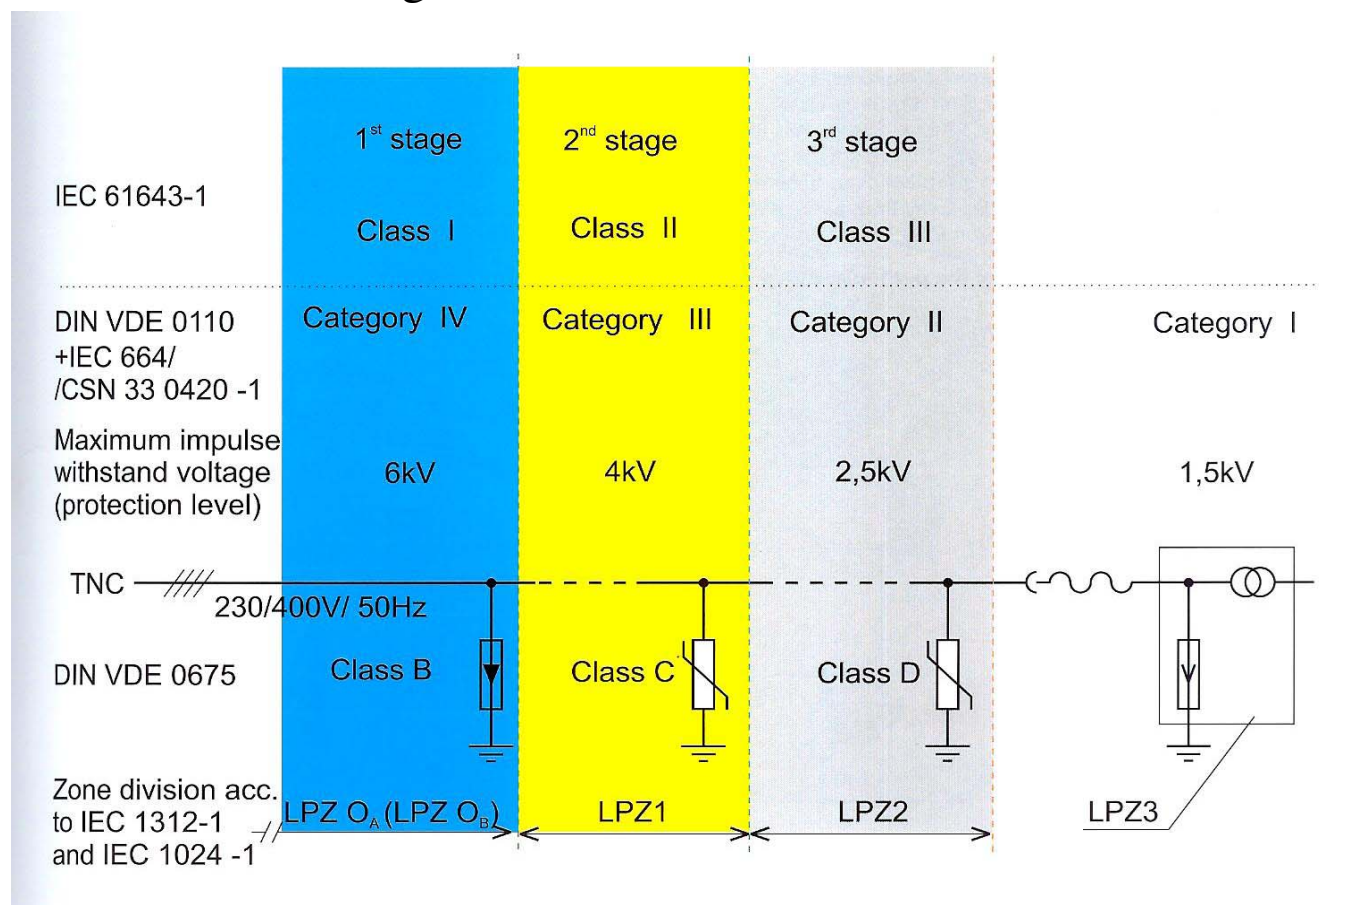 1st stage
2nd stage
3rd stage
IEC 61643-1
Class I
Class II
Class III
DIN VDE 0110
+IEC 664/
/CSN 33 0420 -1
Category IV
Category III
Category II
Category I
Maximum impulse
withstand voltage
(protection level)
6kV
4kV
2,5kV
1,5kV
TNC
230/400V/ 50Hz
DIN VDE 0675
Class B
Class C
Class D
Zone division acc.
to IEC 1312-1
and IEC 1024 -1
LPZ OA (LPZ OB)
LPZ1
LPZ2
LPZ3